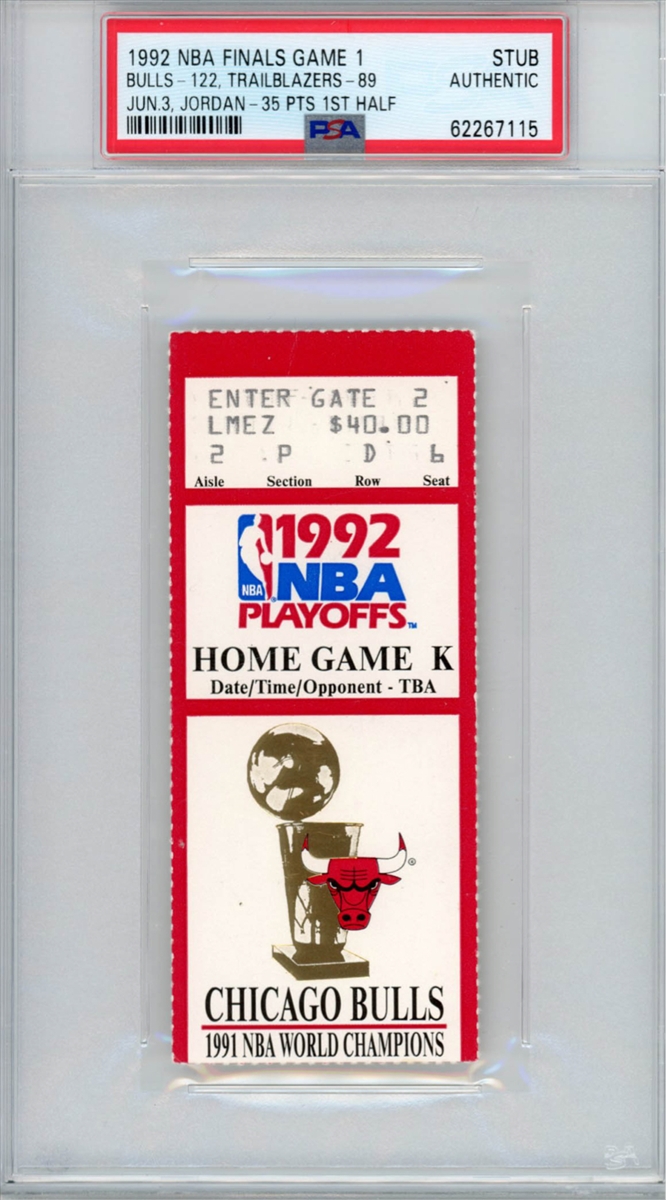 1992 NBA FINALS GAME 1 STUB
BULLS-122, TRAILBLAZERS-89 AUTHENTIC
JUN.3, JORDAN-35 PTS 1ST HALF
PSA 62267115
ENTER GATE 2
LMEZ $40.00
2 P D 6
Aisle Section Row Seat
1992
NBA NBA
PLAYOFFS™
HOME GAME K
Date/Time/Opponent - TBA
®
CHICAGO BULLS
1991 NBA WORLD CHAMPIONS
PSA